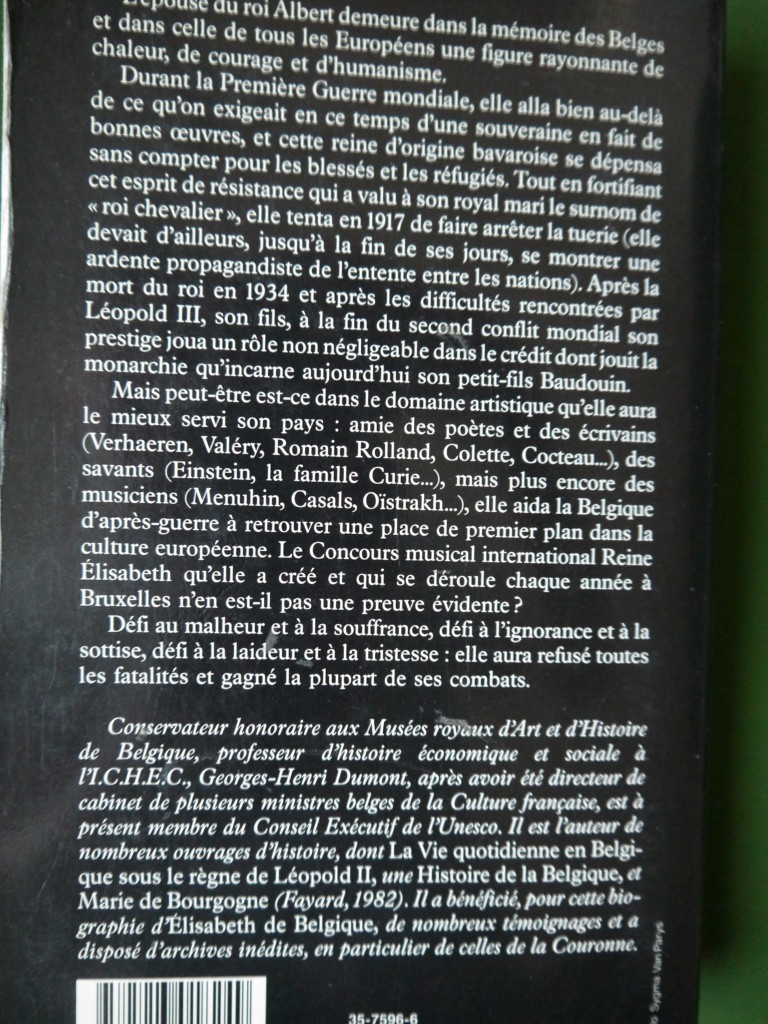 L'épouse du roi Albert demeure dans la mémoire des Belges
et dans celle de tous les Européens une figure rayonnante de
chaleur, de courage et d'humanisme.
Durant la Première Guerre mondiale, elle alla bien au-delà
de ce qu'on exigeait en ce temps d'une souveraine en fait de
bonnes œuvres, et cette reine d'origine bavaroise se dépensa
sans compter pour les blessés et les réfugiés. Tout en fortifiant
cet esprit de résistance qui a valu à son royal mari le surnom de
« roi chevalier », elle tenta en 1917 de faire arrêter la tuerie (elle
devait d'ailleurs, jusqu'à la fin de ses jours, se montrer une
ardente propagandiste de l'entente entre les nations). Après la
mort du roi en 1934 et après les difficultés rencontrées par
Léopold III, son fils, à la fin du second conflit mondial son
prestige joua un rôle non négligeable dans le crédit dont jouit la
monarchie qu'incarne aujourd'hui son petit-fils Baudouin.
Mais peut-être est-ce dans le domaine artistique qu'elle aura
le mieux servi son pays : amie des poètes et des écrivains
(Verhaeren, Valéry, Romain Rolland, Colette, Cocteau...), des
savants (Einstein, la famille Curie...), mais plus encore des
musiciens (Menuhin, Casals, Oïstrakh...), elle aida la Belgique
d'après-guerre à retrouver une place de premier plan dans la
culture européenne. Le Concours musical international Reine
Élisabeth qu'elle a créé et qui se déroule chaque année à
Bruxelles n'en est-il pas une preuve évidente ?
Défi au malheur et à la souffrance, défi à l'ignorance et à la
sottise, défi à la laideur et à la tristesse : elle aura refusé toutes
les fatalités et gagné la plupart de ses combats.
Conservateur honoraire aux Musées royaux d'Art et d'Histoire
de Belgique, professeur d'histoire économique et sociale à
l'I.C.H.E.C., Georges-Henri Dumont, après avoir été directeur de
cabinet de plusieurs ministres belges de la Culture française, est à
présent membre du Conseil Exécutif de l'Unesco. Il est l'auteur de
nombreux ouvrages d'histoire, dont La Vie quotidienne en Belgi-
que sous le règne de Léopold II, une Histoire de la Belgique, et
Marie de Bourgogne (Fayard, 1982). Il a bénéficié, pour cette bio-
graphie d'Élisabeth de Belgique, de nombreux témoignages et a
disposé d'archives inédites, en particulier de celles de la Couronne.
35-7596-6
Sygma Van Parys